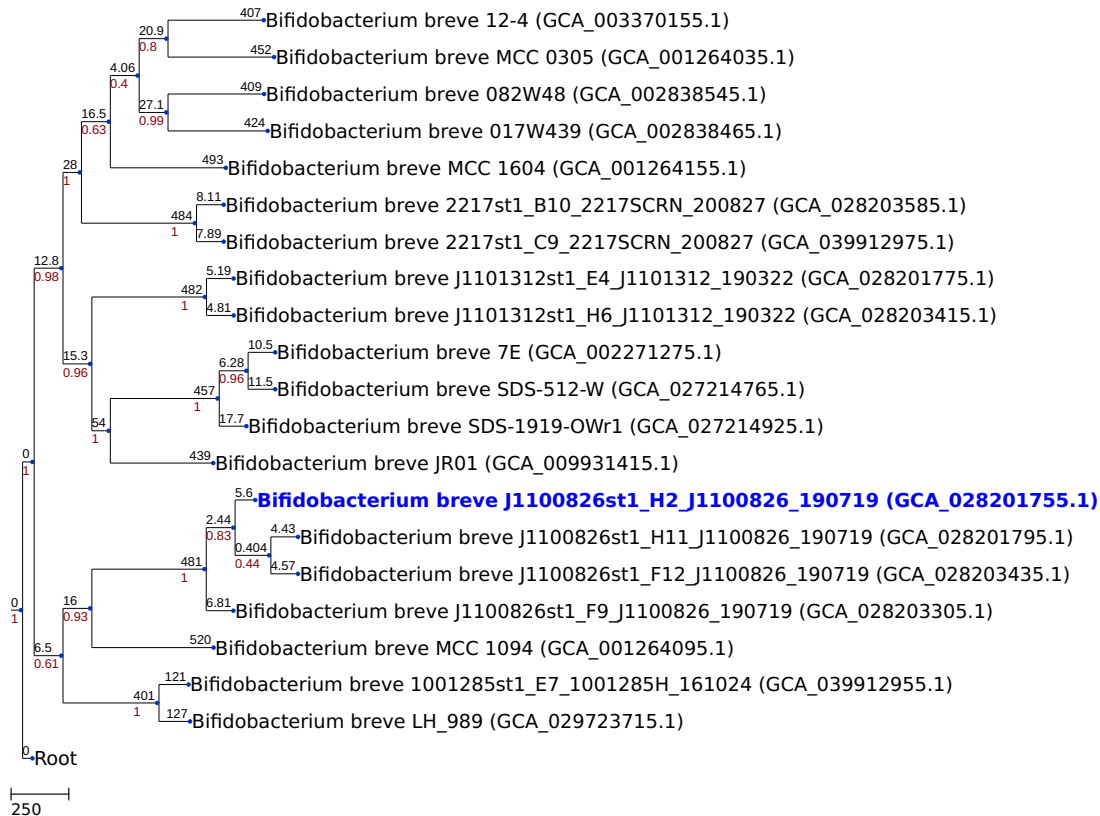 407 Bifidobacterium breve 12-4 (GCA_003370155.1)
20.9
0.8
452 Bifidobacterium breve MCC 0305 (GCA_001264035.1)
4.06
0.4
409 Bifidobacterium breve 082W48 (GCA_002838545.1)
27.1
0.99
16.5
0.63
424 Bifidobacterium breve 017W439 (GCA_002838465.1)
493 Bifidobacterium breve MCC 1604 (GCA_001264155.1)
28
1
8.11 Bifidobacterium breve 2217st1_B10_2217SCRN_200827 (GCA_028203585.1)
484
1
7.89 Bifidobacterium breve 2217st1_C9_2217SCRN_200827 (GCA_039912975.1)
12.8
0.98
5.19 Bifidobacterium breve J1101312st1_E4_J1101312_190322 (GCA_028201775.1)
482
1
4.81 Bifidobacterium breve J1101312st1_H6_J1101312_190322 (GCA_028203415.1)
15.3
0.96
10.5 Bifidobacterium breve 7E (GCA_002271275.1)
6.28
0.96
11.5 Bifidobacterium breve SDS-512-W (GCA_027214765.1)
457
1
17.7 Bifidobacterium breve SDS-1919-OWr1 (GCA_027214925.1)
54
1
439 Bifidobacterium breve JR01 (GCA_009931415.1)
0
1
5.6 Bifidobacterium breve J1100826st1_H2_J1100826_190719 (GCA_028201755.1)
2.44
0.83
4.43 Bifidobacterium breve J1100826st1_H11_J1100826_190719 (GCA_028201795.1)
0.404
0.44
4.57 Bifidobacterium breve J1100826st1_F12_J1100826_190719 (GCA_028203435.1)
481
1
6.81 Bifidobacterium breve J1100826st1_F9_J1100826_190719 (GCA_028203305.1)
0
1
16
0.93
520 Bifidobacterium breve MCC 1094 (GCA_001264095.1)
6.5
0.61
121 Bifidobacterium breve 1001285st1_E7_1001285H_161024 (GCA_039912955.1)
401
1
127 Bifidobacterium breve LH_989 (GCA_029723715.1)
0 Root
250